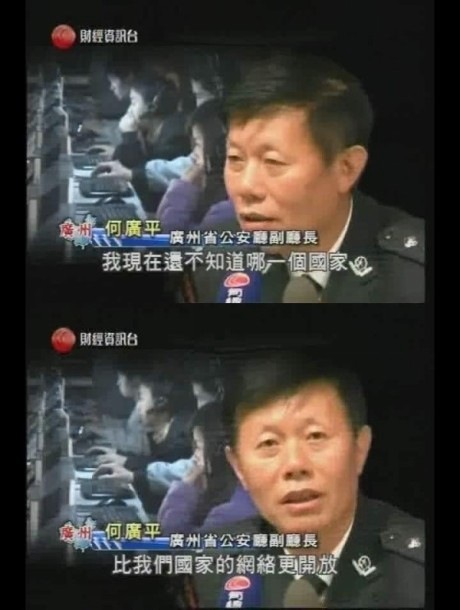 財經資訊台
廣州
何廣平
廣州省公安廳副廳長
我現在還不知道哪一個國家
財經資訊台
廣州
何廣平
廣州省公安廳副廳長
比我們國家的網絡更開放